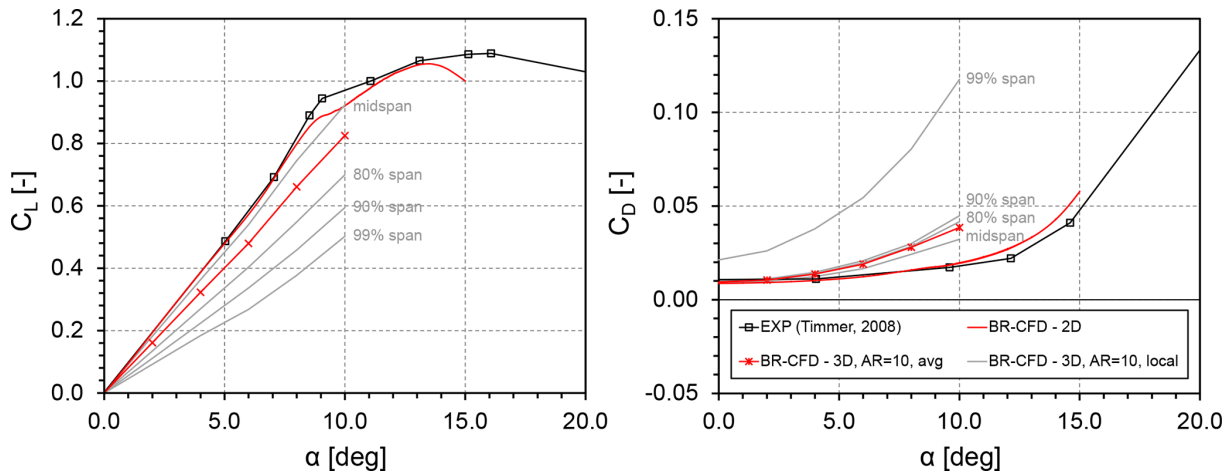 1.2
1.0
0.8
0.6
0.4
0.2
0.0
C_L [-]
0.0 5.0 10.0 15.0 20.0
α [deg]
midspan
80% span
90% span
99% span
0.15
0.10
0.05
0.00
-0.05
C_D [-]
0.0 5.0 10.0 15.0 20.0
α [deg]
99% span
90% span
80% span
midspan
EXP (Timmer, 2008)
BR-CFD - 2D
BR-CFD - 3D, AR=10, avg
BR-CFD - 3D, AR=10, local